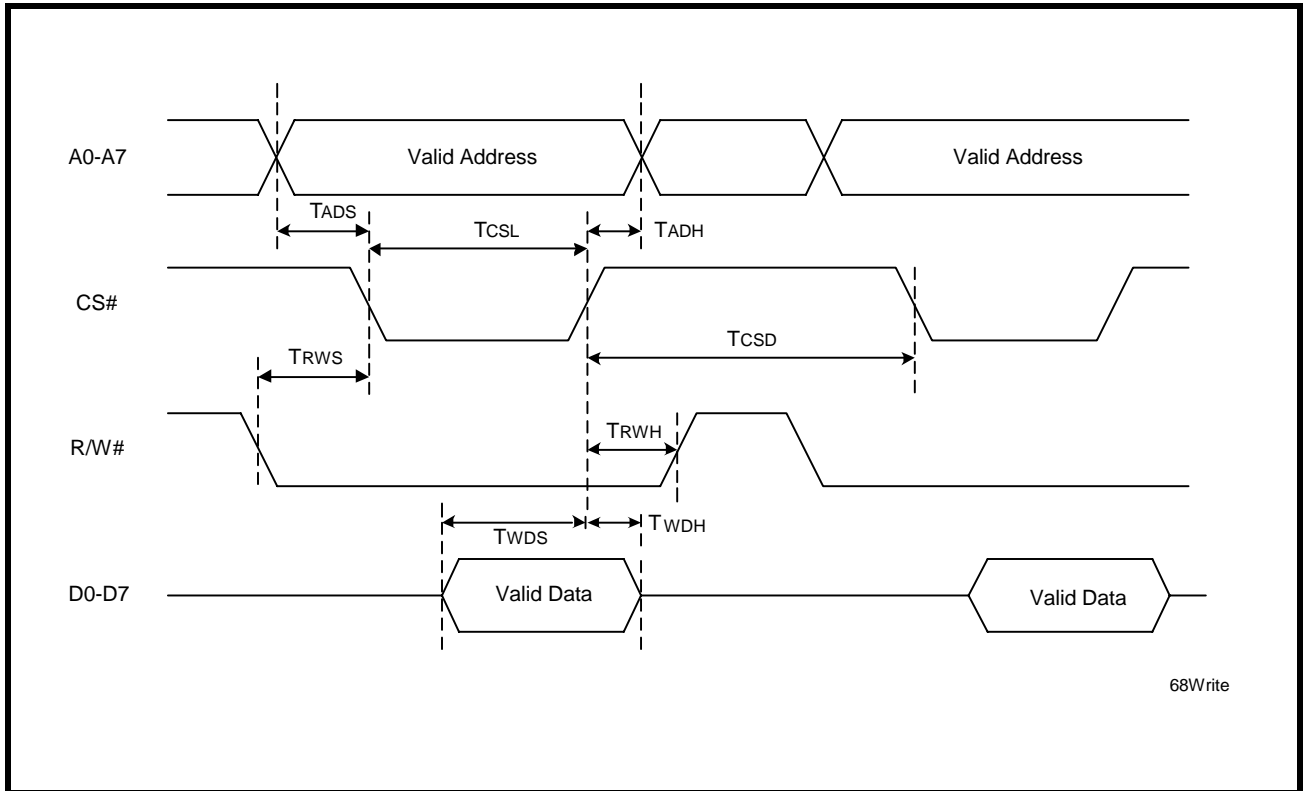 A0-A7
Valid Address
Valid Address
TADS
TCSL
TADH
CS#
TCSD
TRWS
R/W#
TRWH
TWDS
TWDH
D0-D7
Valid Data
Valid Data
68Write